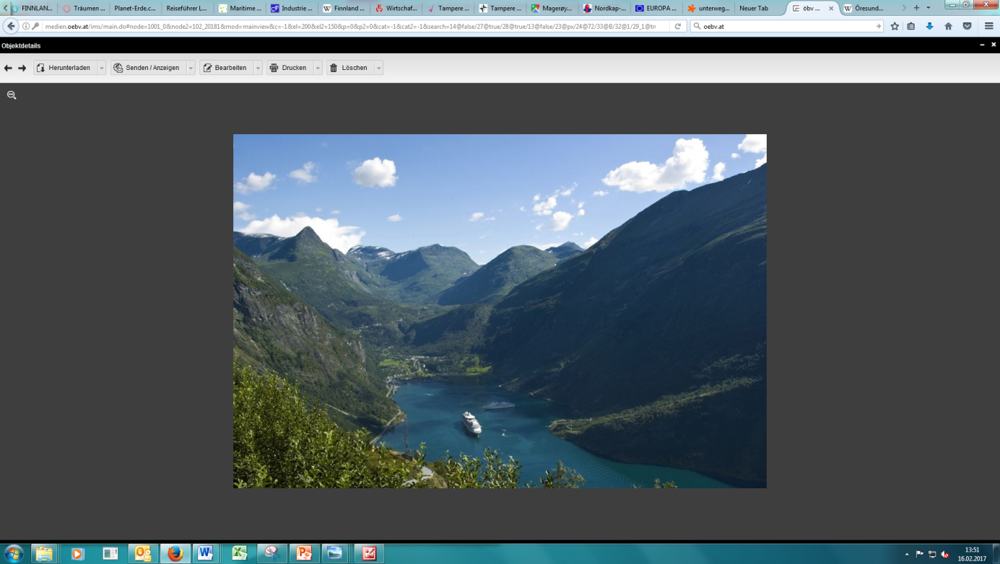 FINNLAN...
Träumen ...
Planet-Erde.c...
Reiseführer L...
Maritime ...
Industrie ...
Finnland ...
Wirtschaf...
Tampere ...
Tampere ...
Magerøy...
Nordkap-...
EUROPA ...
unterweg...
Neuer Tab
öbv ...
Öresund...
medien.oebv.at/ims/main.do#node=1001_0&node2=102_20181&mod=mainview&c=-1&el=200&el2=150&p=0&p2=0&cat=-1&cat2=-1&search=14@false/27@true/28@true/13@false/23@px/24@72/33@B/32@1/29_1@tr
oebv.at
Objektdetails
Herunterladen
Senden / Anzeigen
Bearbeiten
Drucken
Löschen
13:51
16.02.2017